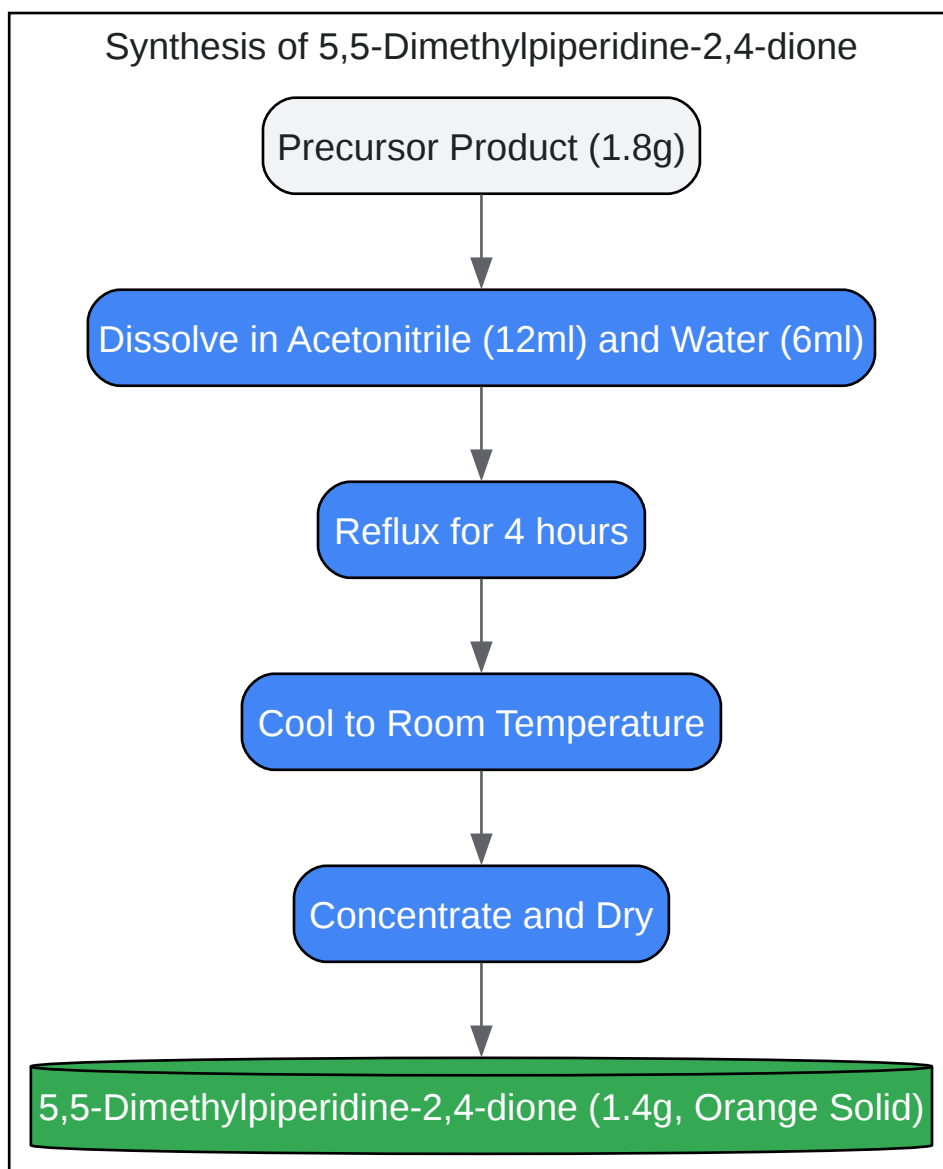 Synthesis of 5,5-Dimethylpiperidine-2,4-dione
Precursor Product (1.8g)
Dissolve in Acetonitrile (12ml) and Water (6ml)
Reflux for 4 hours
Cool to Room Temperature
Concentrate and Dry
5,5-Dimethylpiperidine-2,4-dione (1.4g, Orange Solid)